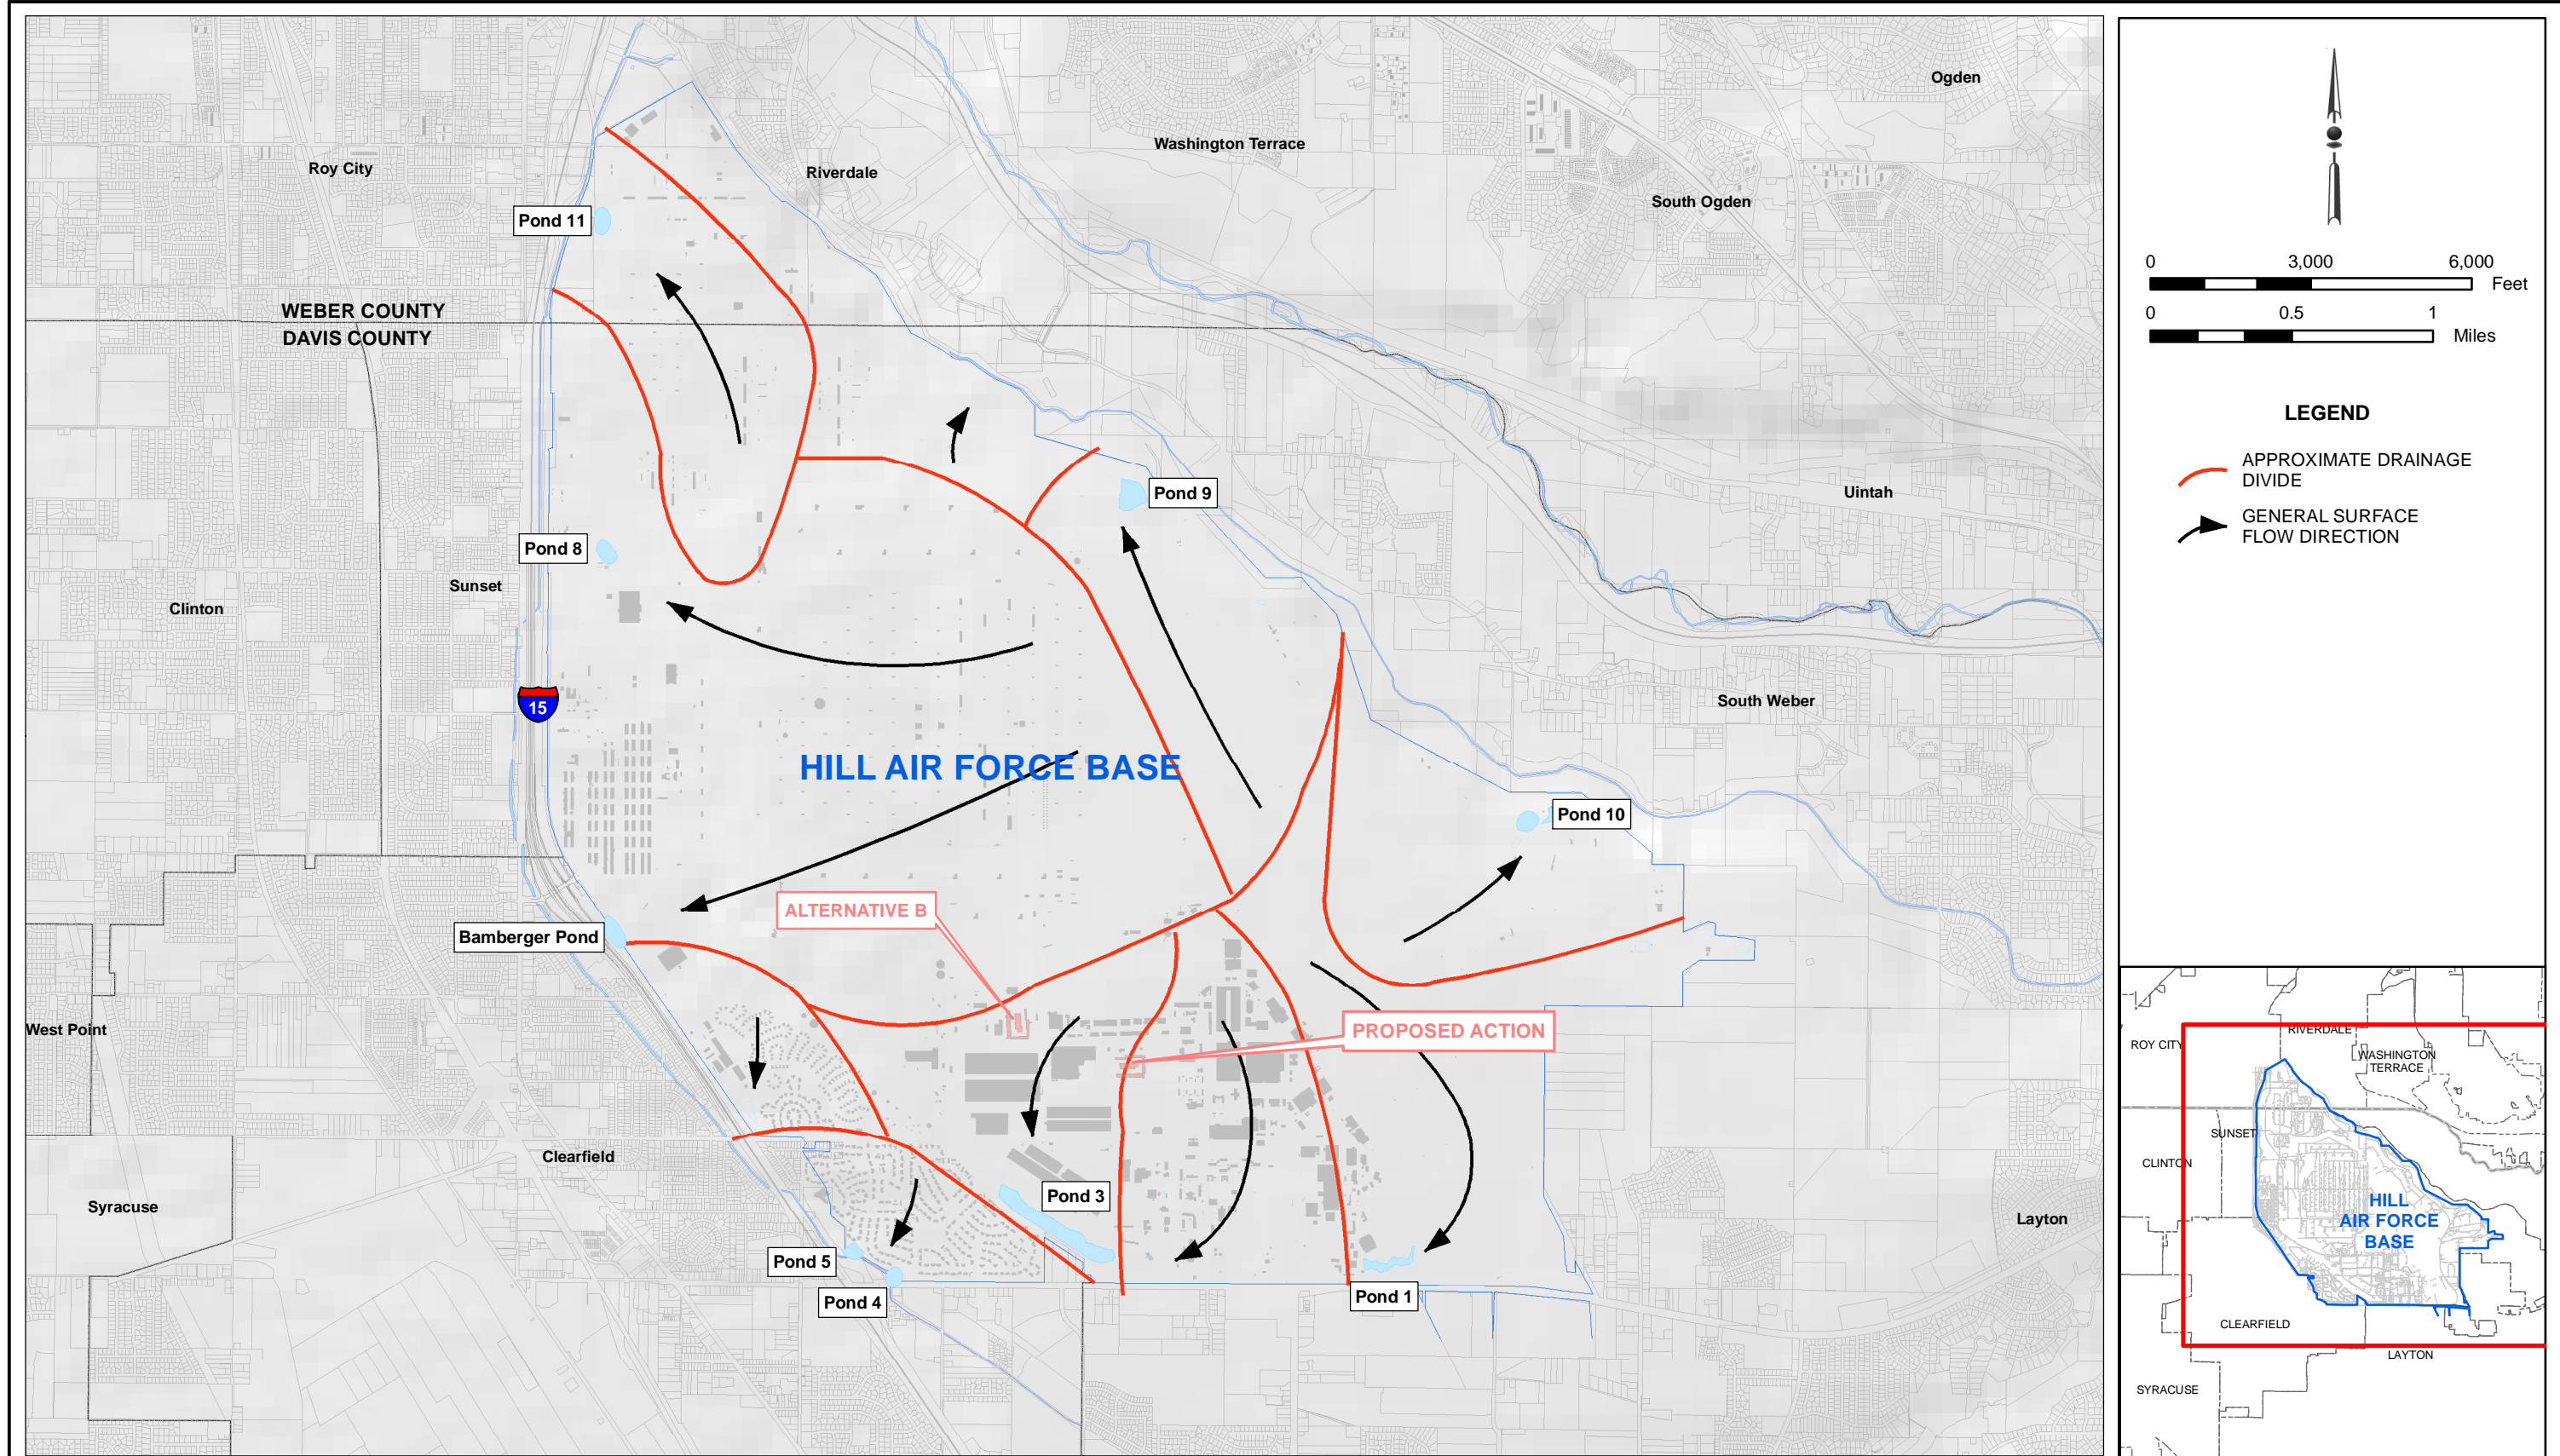 Ogden
Washington Terrace
Roy City
Riverdale
South Ogden
Pond 11
WEBER COUNTY
DAVIS COUNTY
Pond 9
Uintah
Pond 8
Sunset
Clinton
15
South Weber
HILL AIR FORCE BASE
Pond 10
ALTERNATIVE B
Bamberger Pond
West Point
PROPOSED ACTION
Clearfield
Pond 3
Syracuse
Layton
Pond 5
Pond 4
Pond 1
0 3,000 6,000
Feet
0 0.5 1
Miles
LEGEND
APPROXIMATE DRAINAGE
DIVIDE
GENERAL SURFACE
FLOW DIRECTION
RIVERDALE
ROY CITY
WASHINGTON
TERRACE
SUNSET
CLINTON
HILL
AIR FORCE
BASE
CLEARFIELD
LAYTON
SYRACUSE